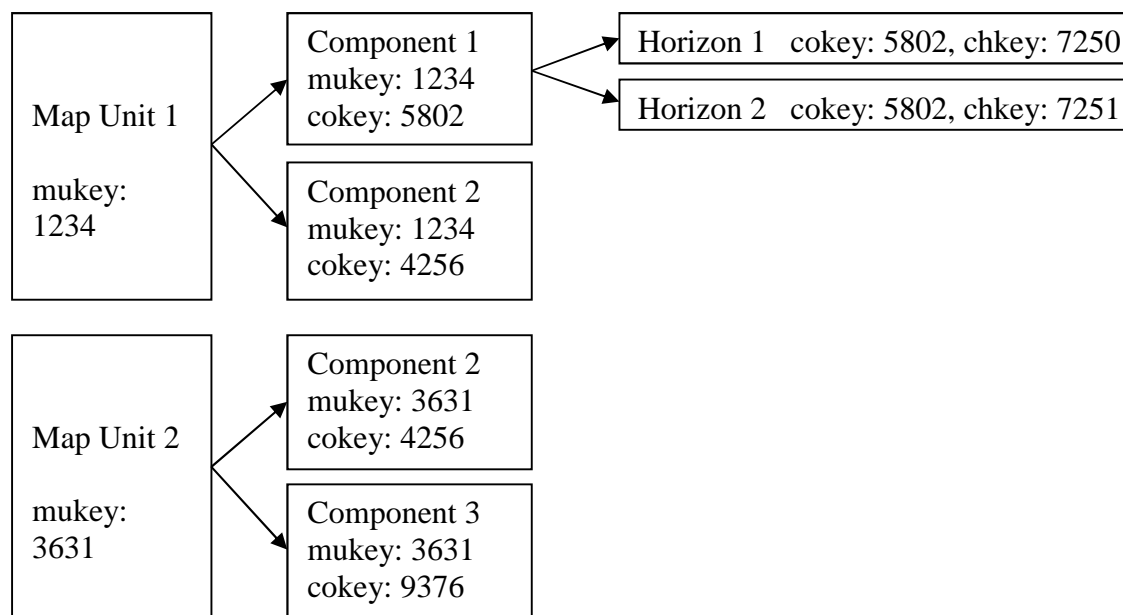 Map Unit 1
mukey:
1234
Component 1
mukey: 1234
cokey: 5802
Component 2
mukey: 1234
cokey: 4256
Horizon 1 cokey: 5802, chkey: 7250
Horizon 2 cokey: 5802, chkey: 7251
Map Unit 2
mukey:
3631
Component 2
mukey: 3631
cokey: 4256
Component 3
mukey: 3631
cokey: 9376